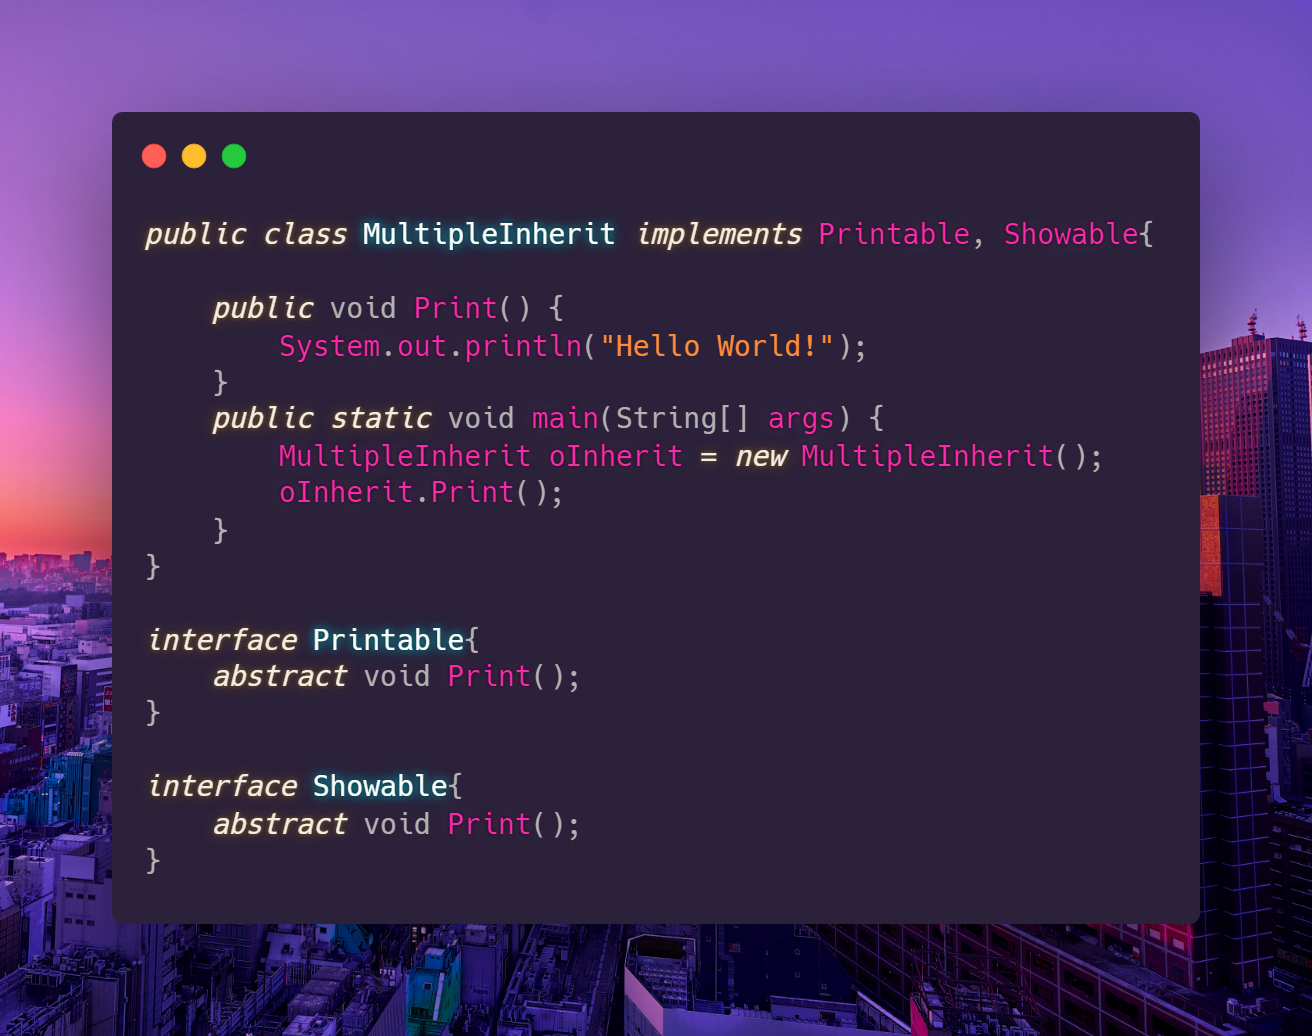 public class MultipleInherit implements Printable, Showable{
    public void Print() {
        System.out.println("Hello World!");
    }
    public static void main(String[] args) {
        MultipleInherit oInherit = new MultipleInherit();
        oInherit.Print();
    }
}
interface Printable{
    abstract void Print();
}
interface Showable{
    abstract void Print();
}